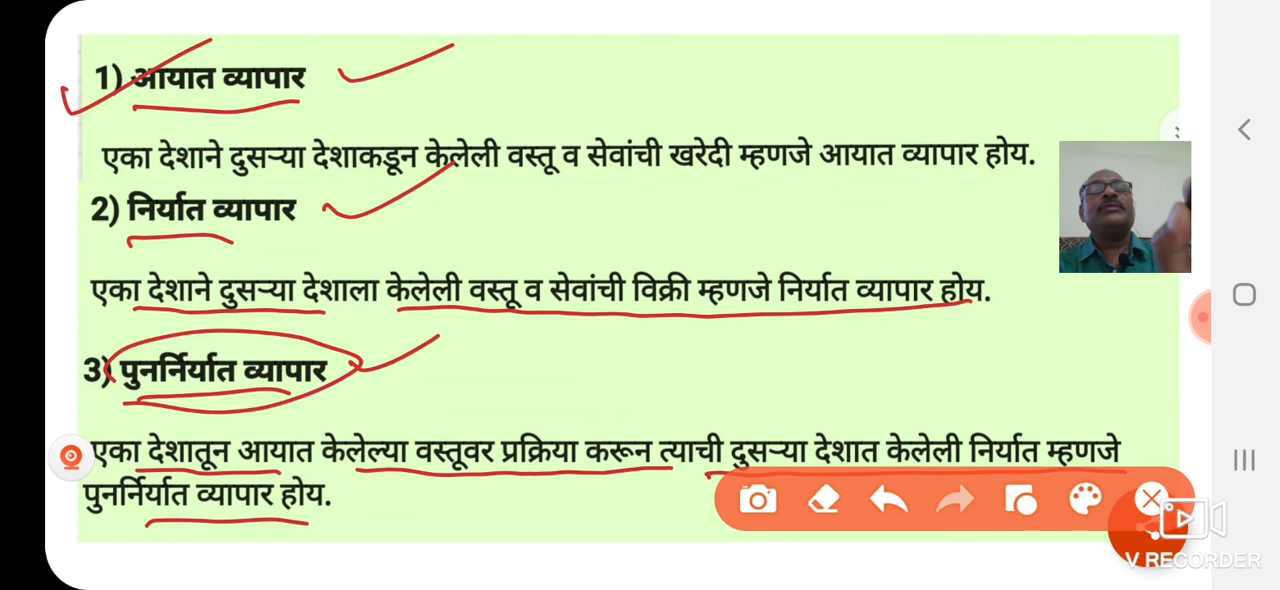 1) आयात व्यापार
एका देशाने दुसऱ्या देशाकडून केलेली वस्तू व सेवांची खरेदी म्हणजे आयात व्यापार होय.
2) निर्यात व्यापार
एका देशाने दुसऱ्या देशाला केलेली वस्तू व सेवांची विक्री म्हणजे निर्यात व्यापार होय.
3) पुनर्निर्यात व्यापार
एका देशातून आयात केलेल्या वस्तूवर प्रक्रिया करून त्याची दुसऱ्या देशात केलेली निर्यात म्हणजे
पुनर्निर्यात व्यापार होय.
V RECORDER